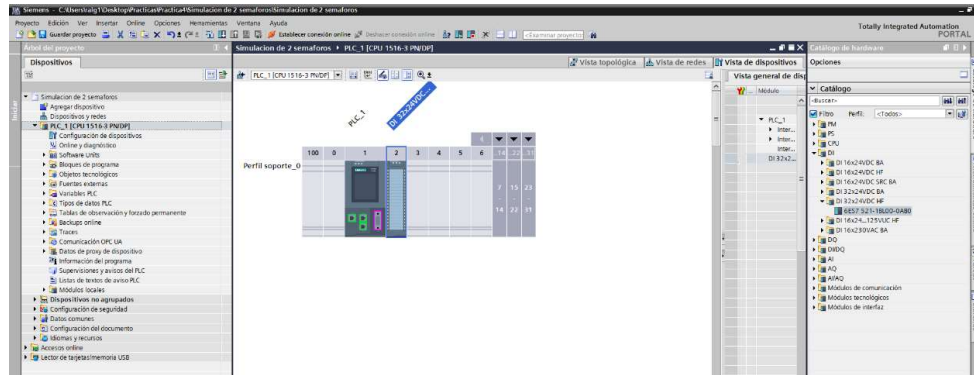 Siemens - C:\Users\ralg1\Desktop\Practicas\Practica4\Simulacion de 2 semaforos\Simulacion de 2 semaforos
Proyecto Edición Ver Insertar Online Opciones Herramientas Ventana Ayuda
Totally Integrated Automation
PORTAL
Guardar proyecto
Establecer conexión online
Deshacer conexión online
<Examinar proyecto>
Árbol del proyecto
Simulacion de 2 semaforos PLC_1 [CPU 1516-3 PN/DP]
Catálogo de hardware
Dispositivos
Vista topológica
Vista de redes
Vista de dispositivos
Opciones
PLC_1 [CPU 1516-3 PN/DP]
Vista general de disp
Módulo
Catálogo
<Buscar>
Filtro Perfil: <Todos>
Iniciar
Simulacion de 2 semaforos
Agregar dispositivo
Dispositivos y redes
PLC_1 [CPU 1516-3 PN/DP]
Configuración de dispositivos
Online y diagnóstico
Software Units
Bloques de programa
Objetos tecnológicos
Fuentes externas
Variables PLC
Tipos de datos PLC
Tablas de observación y forzado permanente
Backups online
Traces
Comunicación OPC UA
Datos de proxy de dispositivo
Información del programa
Supervisiones y avisos del PLC
Listas de textos de aviso PLC
Módulos locales
Dispositivos no agrupados
Configuración de seguridad
Datos comunes
Configuración del documento
Idiomas y recursos
Accesos online
Lector de tarjetas/memoria USB
PLC_1
DI 32x24VDC...
100 0 1 2 3 4 5 6
Perfil soporte_0
7 15 23
14 22 31
PLC_1
Inter...
Inter...
Inter...
DI 32x2...
PM
PS
CPU
DI
DI 16x24VDC BA
DI 16x24VDC HF
DI 16x24VDC SRC BA
DI 32x24VDC BA
DI 32x24VDC HF
6ES7 521-1BL00-0AB0
DI 16x24...125VUC HF
DI 16x230VAC BA
DQ
DI/DQ
AI
AQ
AI/AQ
Módulos de comunicación
Módulos tecnológicos
Módulos de interfaz